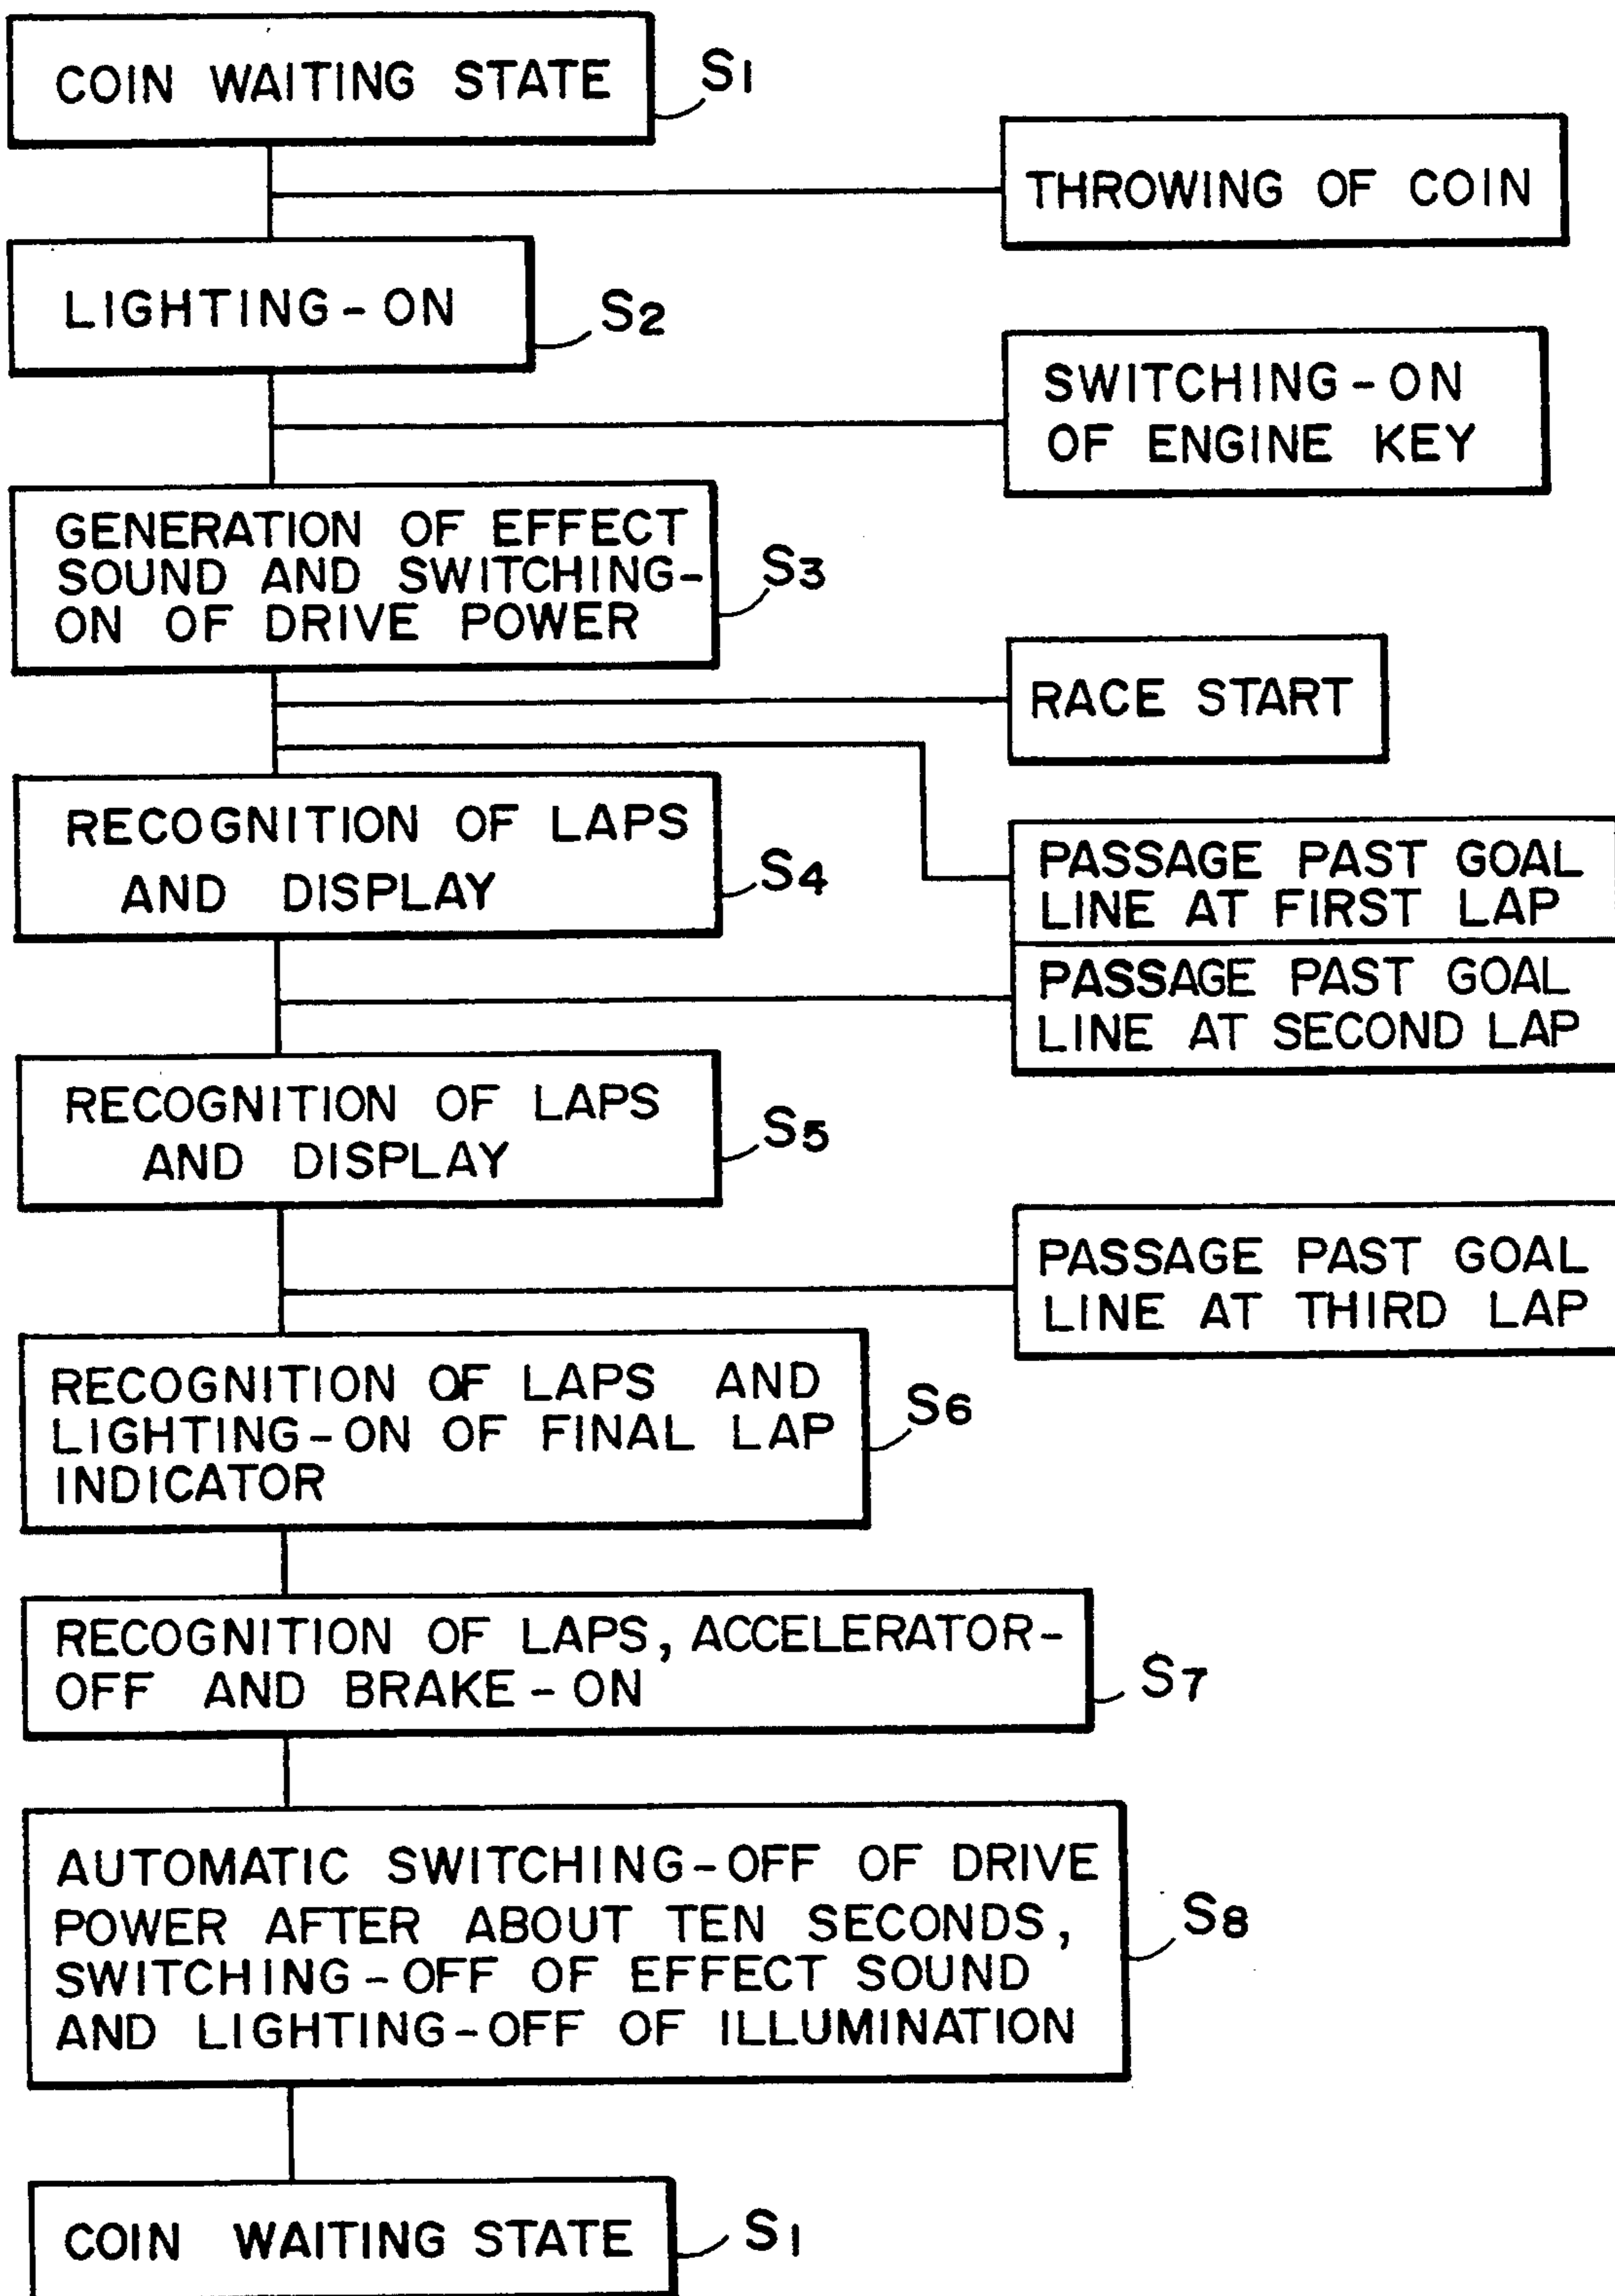 COIN WAITING STATE
S1
THROWING OF COIN
LIGHTING-ON
S2
SWITCHING-ON
OF ENGINE KEY
GENERATION OF EFFECT
SOUND AND SWITCHING-
ON OF DRIVE POWER
S3
RACE START
RECOGNITION OF LAPS
AND DISPLAY
S4
PASSAGE PAST GOAL
LINE AT FIRST LAP
PASSAGE PAST GOAL
LINE AT SECOND LAP
RECOGNITION OF LAPS
AND DISPLAY
S5
PASSAGE PAST GOAL
LINE AT THIRD LAP
RECOGNITION OF LAPS AND
LIGHTING-ON OF FINAL LAP
INDICATOR
S6
RECOGNITION OF LAPS, ACCELERATOR-
OFF AND BRAKE-ON
S7
AUTOMATIC SWITCHING-OFF OF DRIVE
POWER AFTER ABOUT TEN SECONDS,
SWITCHING-OFF OF EFFECT SOUND
AND LIGHTING-OFF OF ILLUMINATION
S8
COIN WAITING STATE
S1